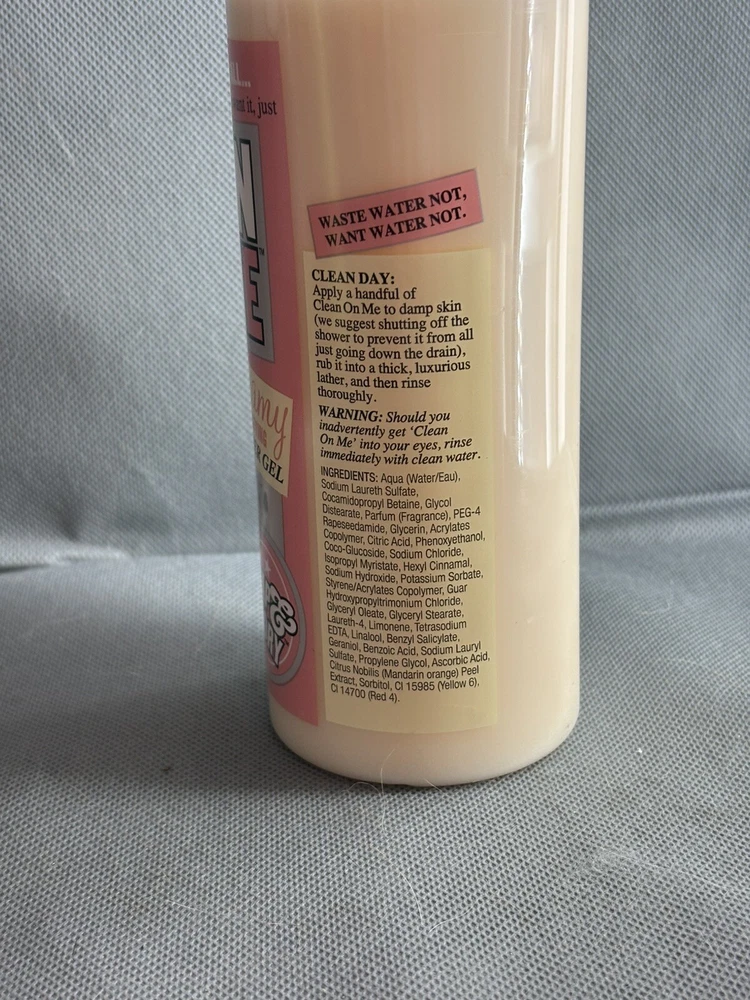 it, just
N
E
™
GEL
&
WASTE WATER NOT,
WANT WATER NOT.
CLEAN DAY:
Apply a handful of
Clean On Me to damp skin
(we suggest shutting off the
shower to prevent it from all
just going down the drain),
rub it into a thick, luxurious
lather, and then rinse
thoroughly.
WARNING: Should you
inadvertently get ‘Clean
On Me’ into your eyes, rinse
immediately with clean water.
INGREDIENTS: Aqua (Water/Eau),
Sodium Laureth Sulfate,
Cocamidopropyl Betaine, Glycol
Distearate, Parfum (Fragrance), PEG-4
Rapeseedamide, Glycerin, Acrylates
Copolymer, Citric Acid, Phenoxyethanol,
Coco-Glucoside, Sodium Chloride,
Isopropyl Myristate, Hexyl Cinnamal,
Sodium Hydroxide, Potassium Sorbate,
Styrene/Acrylates Copolymer, Guar
Hydroxypropyltrimonium Chloride,
Glyceryl Oleate, Glyceryl Stearate,
Laureth-4, Limonene, Tetrasodium
EDTA, Linalool, Benzyl Salicylate,
Geraniol, Benzoic Acid, Sodium Lauryl
Sulfate, Propylene Glycol, Ascorbic Acid,
Citrus Nobilis (Mandarin orange) Peel
Extract, Sorbitol, CI 15985 (Yellow 6),
CI 14700 (Red 4).